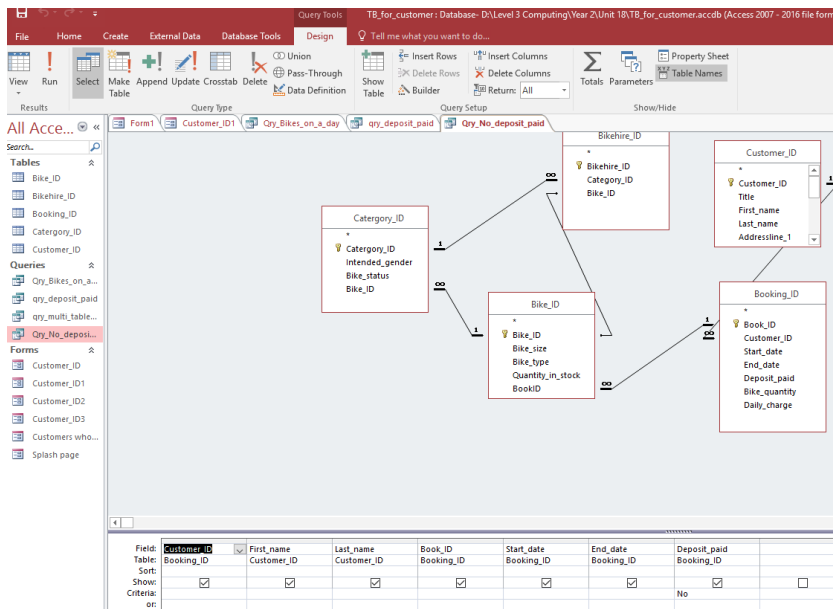 Query Tools TB_for_customer : Database- D:\Level 3 Computing\Year 2\Unit 18\TB_for_customer.accdb (Access 2007 - 2016 file form
File Home Create External Data Database Tools Design Tell me what you want to do...
View Run Select Make Table Append Update Crosstab Delete
Union
Pass-Through
Data Definition
Show Table
Insert Rows
Delete Rows
Builder
Insert Columns
Delete Columns
Return: All
Totals Parameters
Property Sheet
XYZ Table Names
Results Query Type Query Setup Show/Hide
All Acce... «
Search...
Tables
Bike_ID
Bikehire_ID
Booking_ID
Catergory_ID
Customer_ID
Queries
Qry_Bikes_on_a...
qry_deposit_paid
qry_multi_table...
Qry_No_deposi...
Forms
Customer_ID
Customer_ID1
Customer_ID2
Customer_ID3
Customers who...
Splash page
Form1 Customer_ID1 Qry_Bikes_on_a_day qry_deposit_paid Qry_No_deposit_paid
Catergory_ID
*
Catergory_ID
Intended_gender
Bike_status
Bike_ID
1
∞
Bikehire_ID
*
Bikehire_ID
Category_ID
Bike_ID
∞
Bike_ID
*
Bike_ID
Bike_size
Bike_type
Quantity_in_stock
BookID
1
∞
Customer_ID
*
Customer_ID
Title
First_name
Last_name
Addressline_1
1
Booking_ID
*
Book_ID
Customer_ID
Start_date
End_date
Deposit_paid
Bike_quantity
Daily_charge
1
∞
Field: Customer_ID First_name Last_name Book_ID Start_date End_date Deposit_paid
Table: Booking_ID Customer_ID Customer_ID Booking_ID Booking_ID Booking_ID Booking_ID
Sort:
Show:
Criteria: No
or: